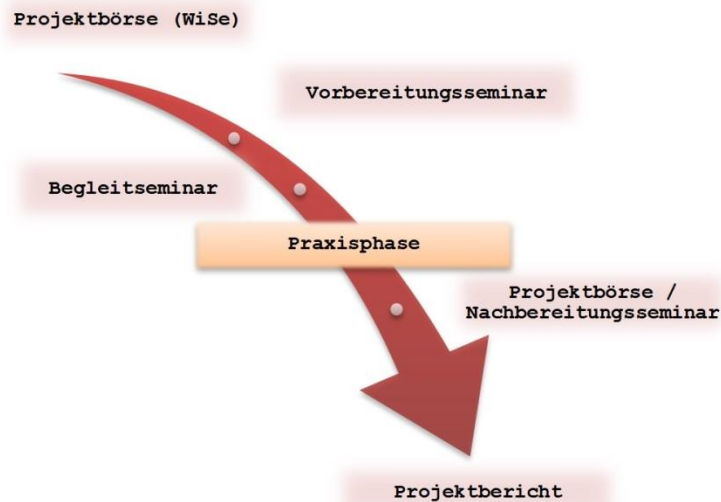 Projektbörse (WiSe)
Vorbereitungsseminar
Begleitseminar
Praxisphase
Projektbörse /
Nachbereitungsseminar
Projektbericht